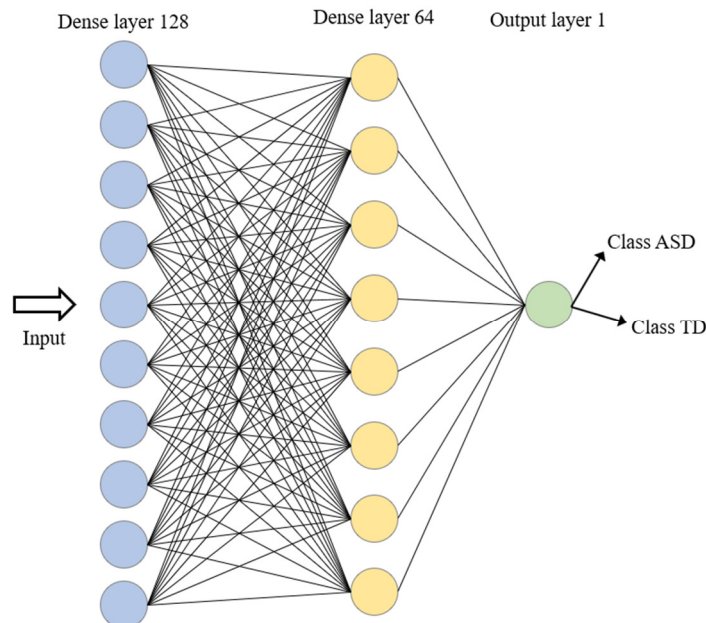 Dense layer 128
Dense layer 64
Output layer 1
Class ASD
Input
Class TD